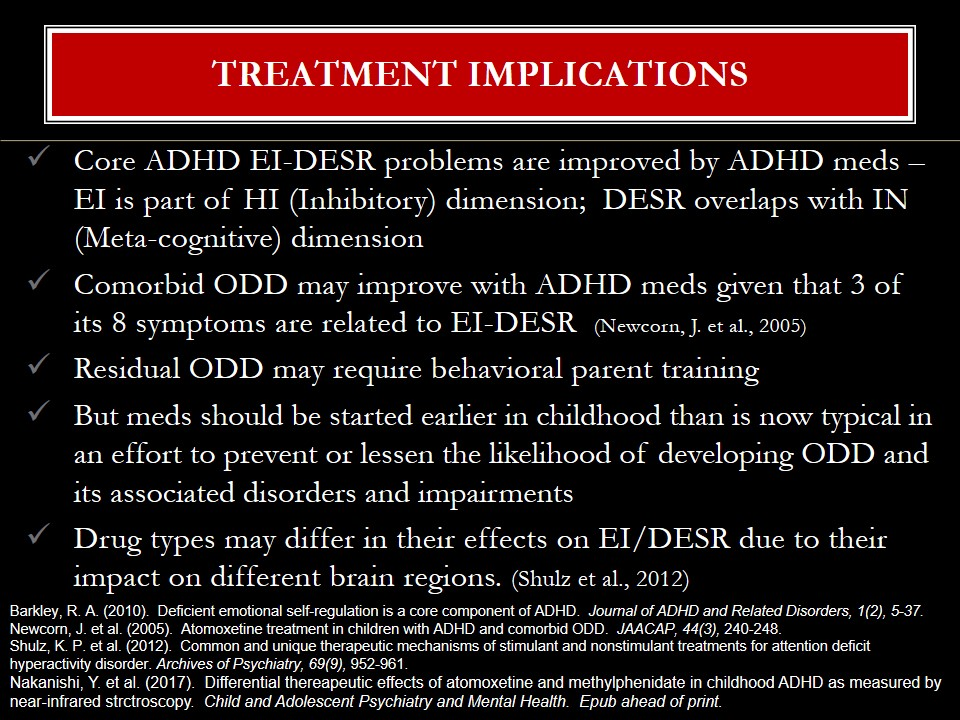 TREATMENT IMPLICATIONS
✓ Core ADHD EI-DESR problems are improved by ADHD meds –
EI is part of HI (Inhibitory) dimension; DESR overlaps with IN
(Meta-cognitive) dimension
✓ Comorbid ODD may improve with ADHD meds given that 3 of
its 8 symptoms are related to EI-DESR (Newcorn, J. et al., 2005)
✓ Residual ODD may require behavioral parent training
✓ But meds should be started earlier in childhood than is now typical in
an effort to prevent or lessen the likelihood of developing ODD and
its associated disorders and impairments
✓ Drug types may differ in their effects on EI/DESR due to their
impact on different brain regions. (Shulz et al., 2012)
Barkley, R. A. (2010). Deficient emotional self-regulation is a core component of ADHD. Journal of ADHD and Related Disorders, 1(2), 5-37.
Newcorn, J. et al. (2005). Atomoxetine treatment in children with ADHD and comorbid ODD. JAACAP, 44(3), 240-248.
Shulz, K. P. et al. (2012). Common and unique therapeutic mechanisms of stimulant and nonstimulant treatments for attention deficit
hyperactivity disorder. Archives of Psychiatry, 69(9), 952-961.
Nakanishi, Y. et al. (2017). Differential thereapeutic effects of atomoxetine and methylphenidate in childhood ADHD as measured by
near-infrared strctroscopy. Child and Adolescent Psychiatry and Mental Health. Epub ahead of print.